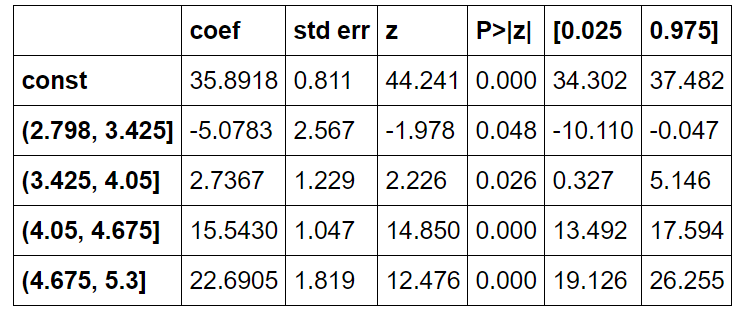 coef std err z P>|z| [0.025 0.975]
const 35.8918 0.811 44.241 0.000 34.302 37.482
(2.798, 3.425] -5.0783 2.567 -1.978 0.048 -10.110 -0.047
(3.425, 4.05] 2.7367 1.229 2.226 0.026 0.327 5.146
(4.05, 4.675] 15.5430 1.047 14.850 0.000 13.492 17.594
(4.675, 5.3] 22.6905 1.819 12.476 0.000 19.126 26.255